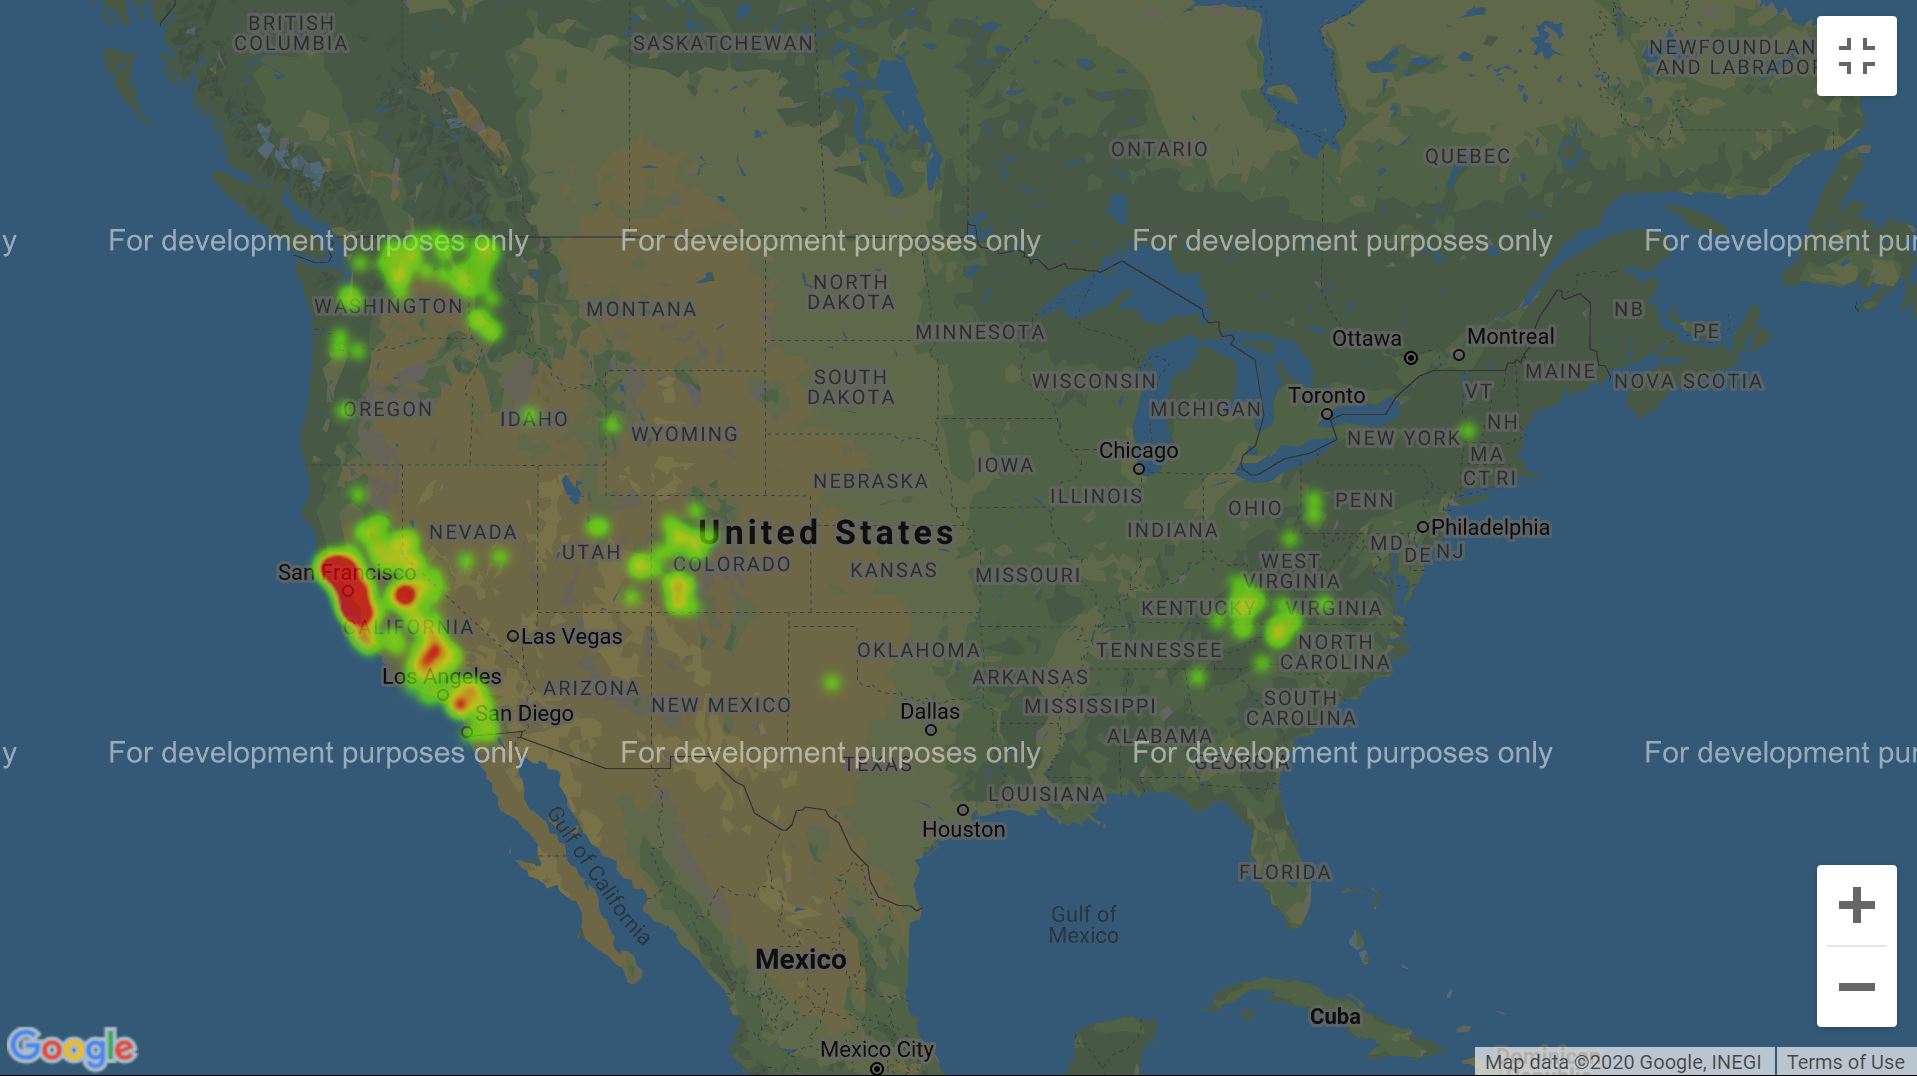 BRITISH
COLUMBIA
SASKATCHEWAN
NEWFOUNDLAN
AND LABRADOR
ONTARIO
QUEBEC
y
For development purposes only
For development purposes only
For development purposes only
For development pur
WASHINGTON
MONTANA
NORTH
DAKOTA
MINNESOTA
NB
PE
Ottawa
Montreal
MAINE
NOVA SCOTIA
SOUTH
DAKOTA
WISCONSIN
MICHIGAN
Toronto
VT
NH
OREGON
IDAHO
WYOMING
NEW YORK
MA
CT RI
Chicago
IOWA
NEBRASKA
ILLINOIS
OHIO
PENN
INDIANA
Philadelphia
NEVADA
United States
UTAH
COLORADO
KANSAS
MISSOURI
WEST
VIRGINIA
MD
DE
NJ
San Francisco
KENTUCKY
VIRGINIA
CALIFORNIA
Las Vegas
OKLAHOMA
TENNESSEE
NORTH
CAROLINA
Los Angeles
ARIZONA
NEW MEXICO
ARKANSAS
MISSISSIPPI
SOUTH
CAROLINA
San Diego
Dallas
ALABAMA
y
For development purposes only
For development purposes only
For development purposes only
For development pur
TEXAS
GEORGIA
LOUISIANA
Houston
Gulf of California
FLORIDA
Gulf of
Mexico
Mexico
Cuba
Mexico City
Google
Dominican
Republic
Map data ©2020 Google, INEGI
Terms of Use